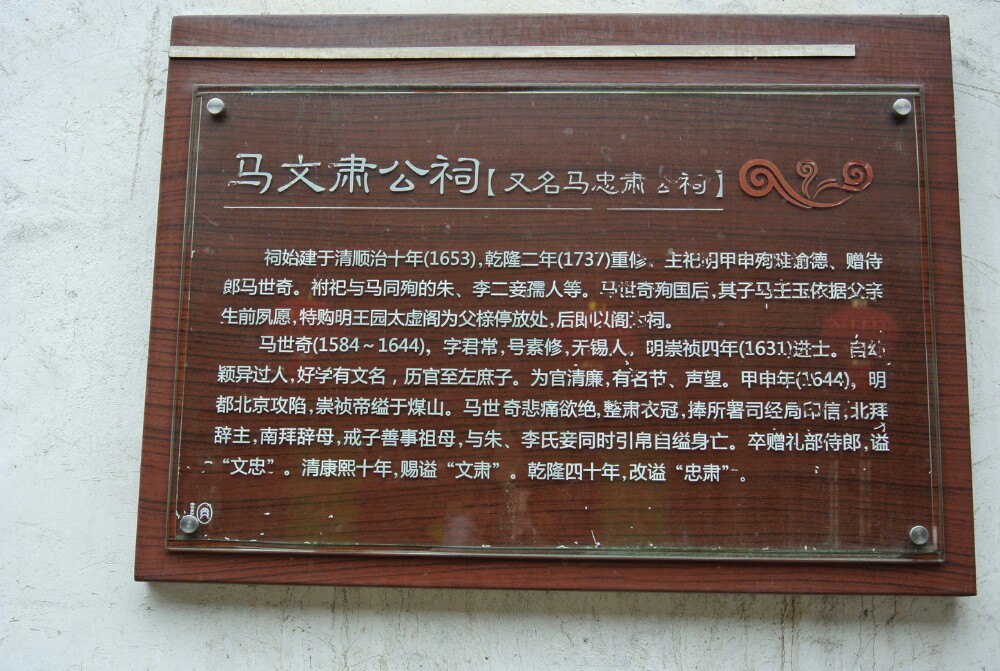 马文肃公祠【又名马忠肃公祠】
祠始建于清顺治十年(1653),乾隆二年(1737)重修。主祀明甲申殉难谕德、赠侍
郎马世奇。祔祀与马同殉的朱、李二妾孺人等。马世奇殉国后,其子马壬玉依据父亲
生前夙愿,特购明王园太虚阁为父榇停放处,后即以阁为祠。
马世奇(1584～1644),字君常,号素修,无锡人。明崇祯四年(1631)进士。自幼
颖异过人,好学有文名,历官至左庶子。为官清廉,有名节、声望。甲申年(1644),明
都北京攻陷,崇祯帝缢于煤山。马世奇悲痛欲绝,整肃衣冠,捧所署司经局印信,北拜
辞主,南拜辞母,戒子善事祖母,与朱、李氏妾同时引帛自缢身亡。卒赠礼部侍郎,谥
“文忠”。清康熙十年,赐谥“文肃”。乾隆四十年,改谥“忠肃”。